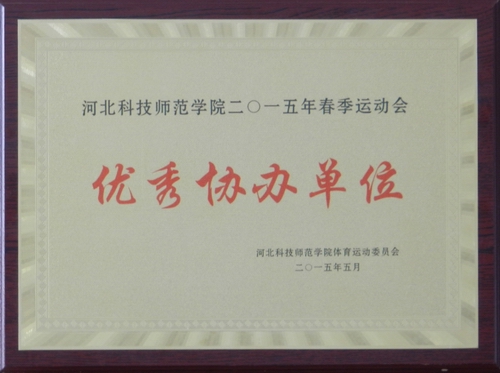 河北科技师范学院二〇一五年春季运动会
优秀协办单位
河北科技师范学院体育运动委员会
二〇一五年五月